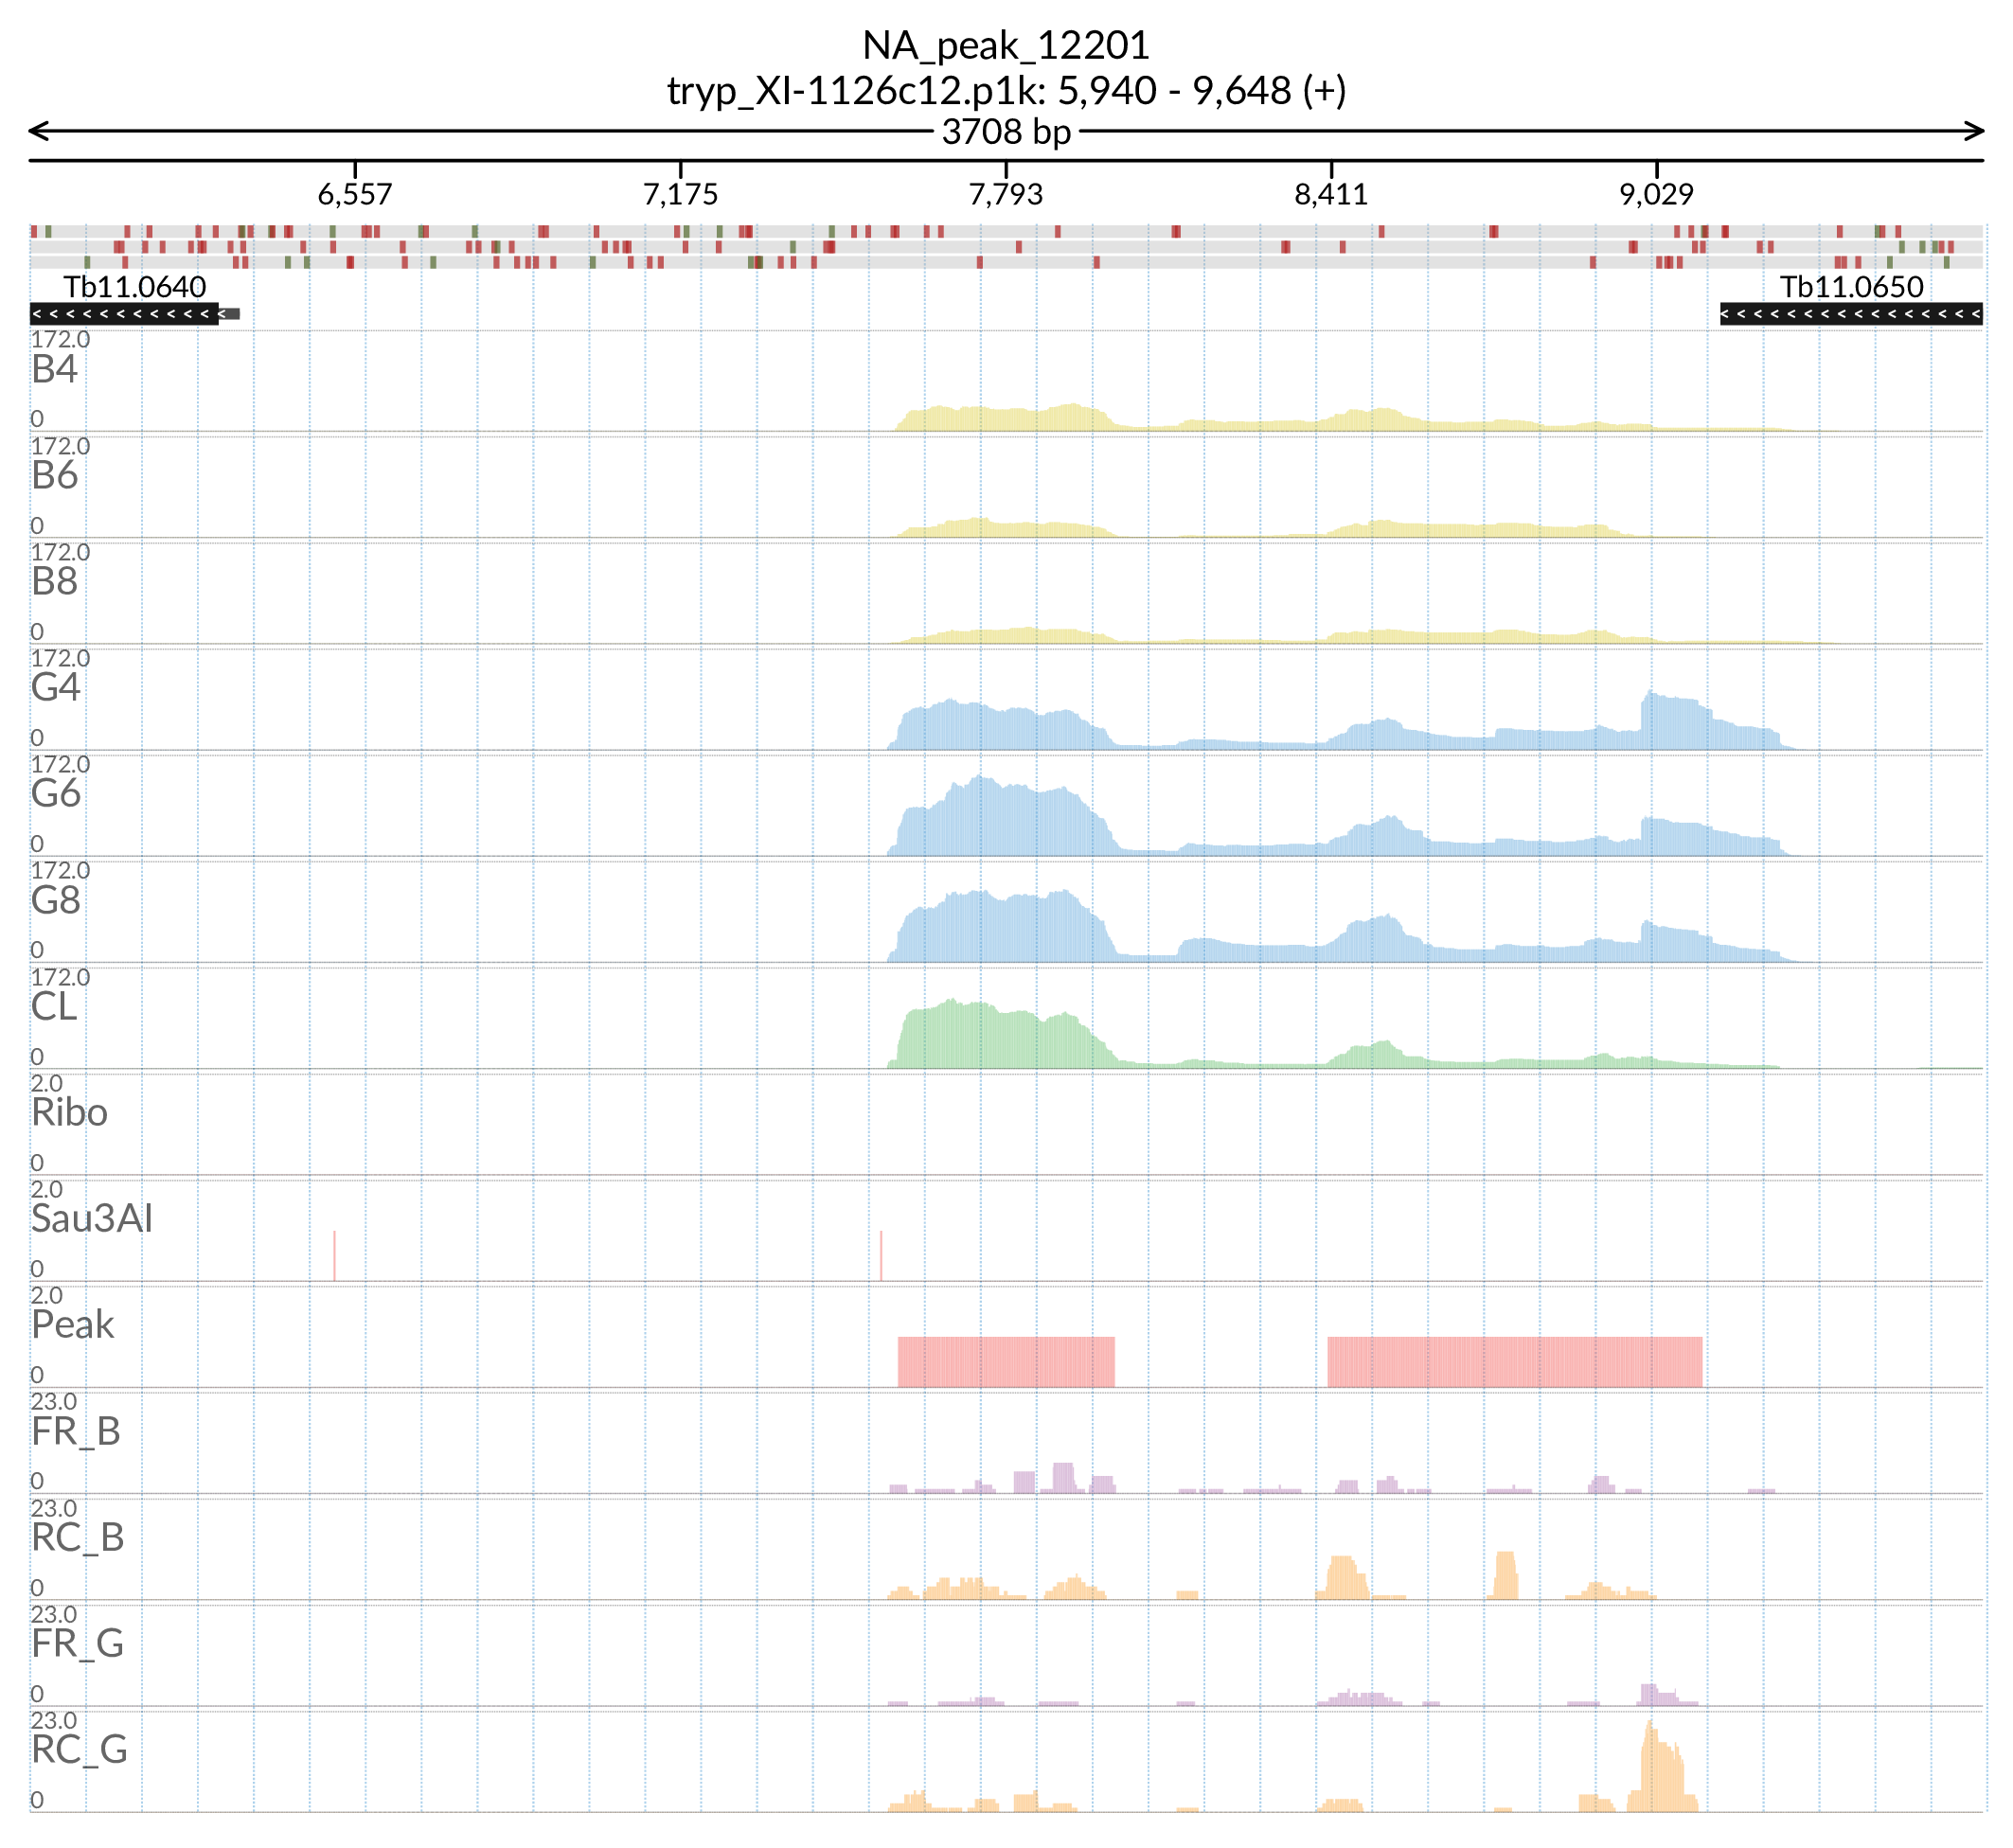 NA_peak_12201
tryp_XI-1126c12.p1k: 5,940 - 9,648 (+)
3708 bp
6,557 7,175 7,793 8,411 9,029
Tb11.0640 Tb11.0650
172.0
B4
0
172.0
B6
0
172.0
B8
0
172.0
G4
0
172.0
G6
0
172.0
G8
0
172.0
CL
0
2.0
Ribo
0
2.0
Sau3AI
0
2.0
Peak
0
23.0
FR_B
0
23.0
RC_B
0
23.0
FR_G
0
23.0
RC_G
0